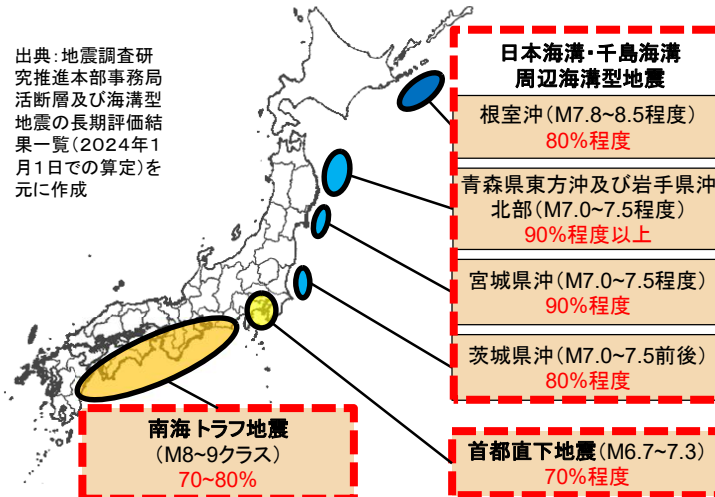 出典:地震調査研
究推進本部事務局
活断層及び海溝型
地震の長期評価結
果一覧(2024年1
月1日での算定)を
元に作成
日本海溝・千島海溝
周辺海溝型地震
根室沖(M7.8~8.5程度)
80%程度
青森県東方沖及び岩手県沖
北部(M7.0~7.5程度)
90%程度以上
宮城県沖(M7.0~7.5程度)
90%程度
茨城県沖(M7.0~7.5前後)
80%程度
南海トラフ地震
(M8~9クラス)
70~80%
首都直下地震(M6.7~7.3)
70%程度